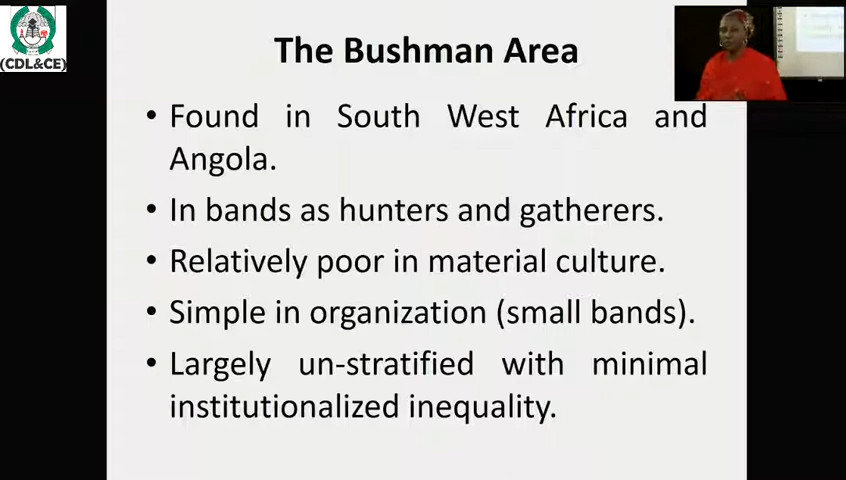 (CDL&CE)
The Bushman Area
• Found in South West Africa and
Angola.
• In bands as hunters and gatherers.
• Relatively poor in material culture.
• Simple in organization (small bands).
• Largely un-stratified with minimal
institutionalized inequality.